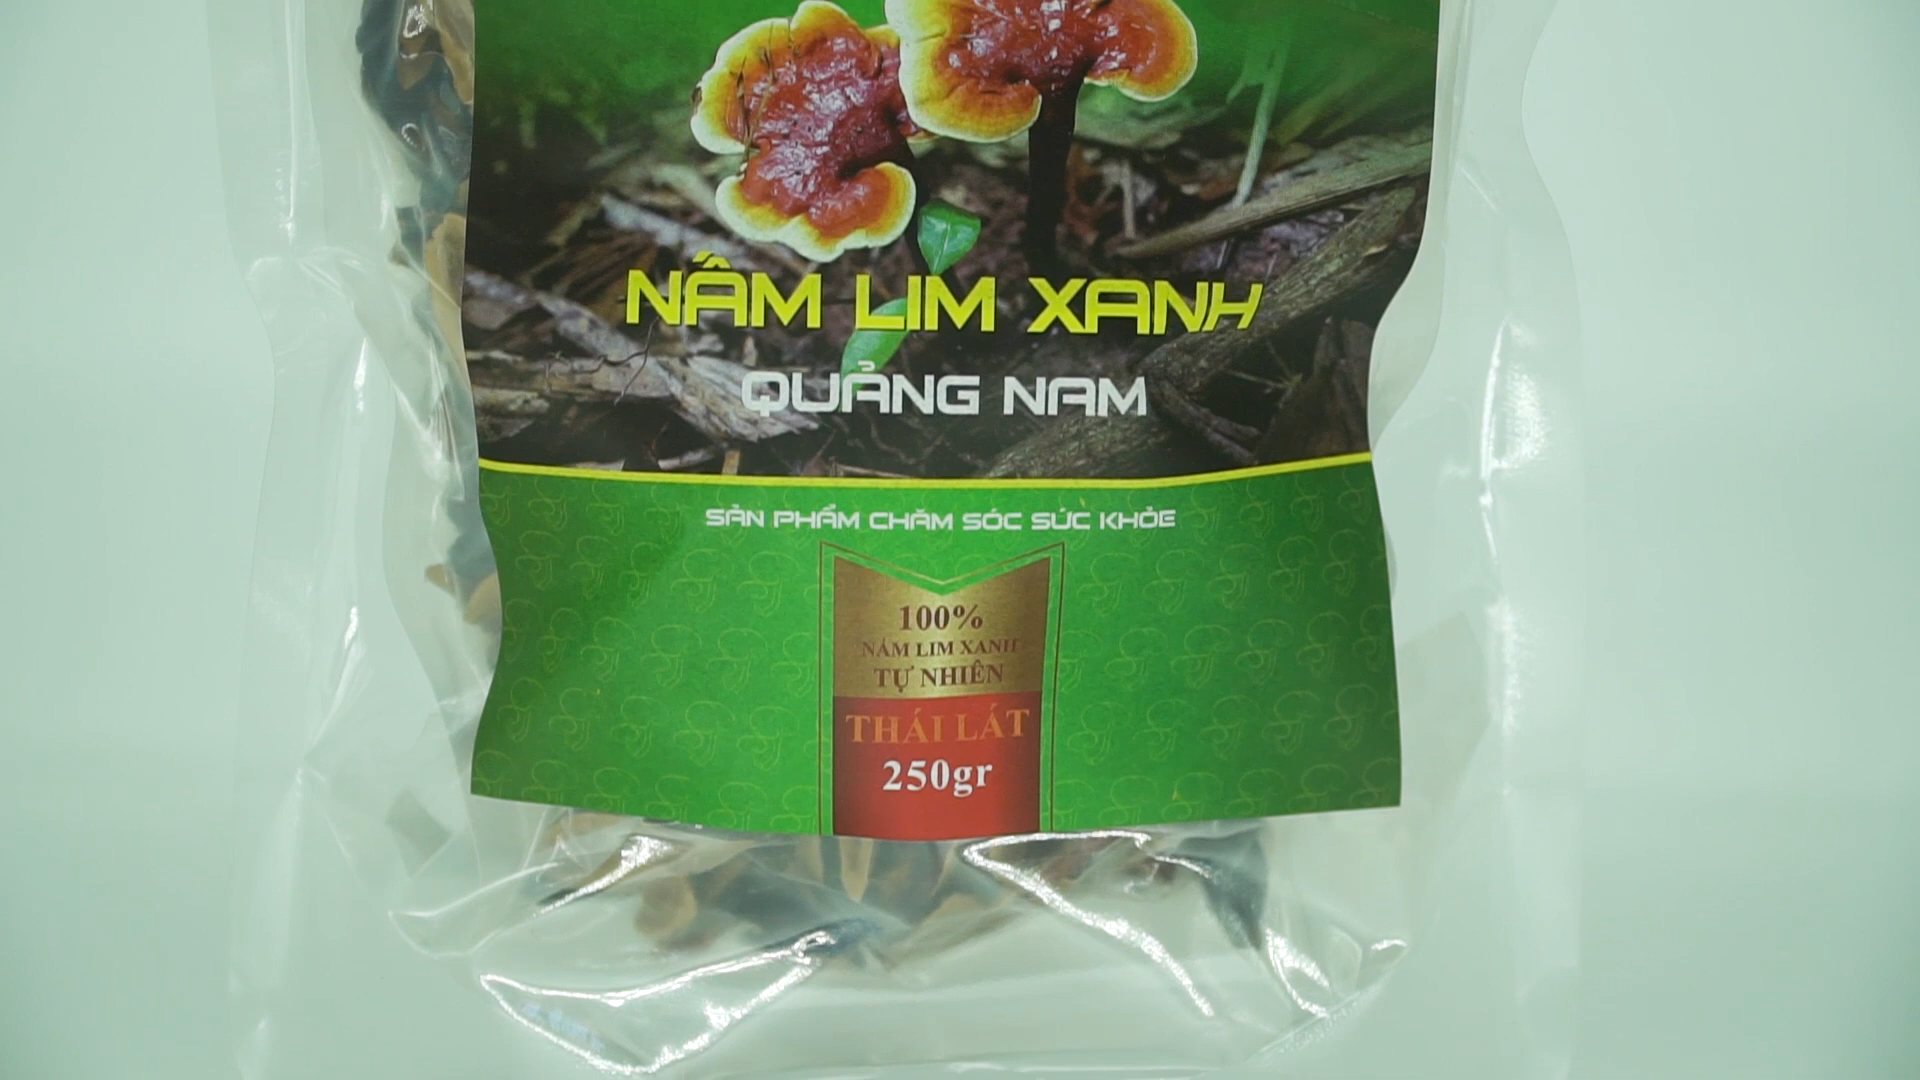 NẤM LIM XANH
QUẢNG NAM
SẢN PHẨM CHĂM SÓC SỨC KHỎE
100%
NẤM LIM XANH
TỰ NHIÊN
THÁI LÁT
250gr